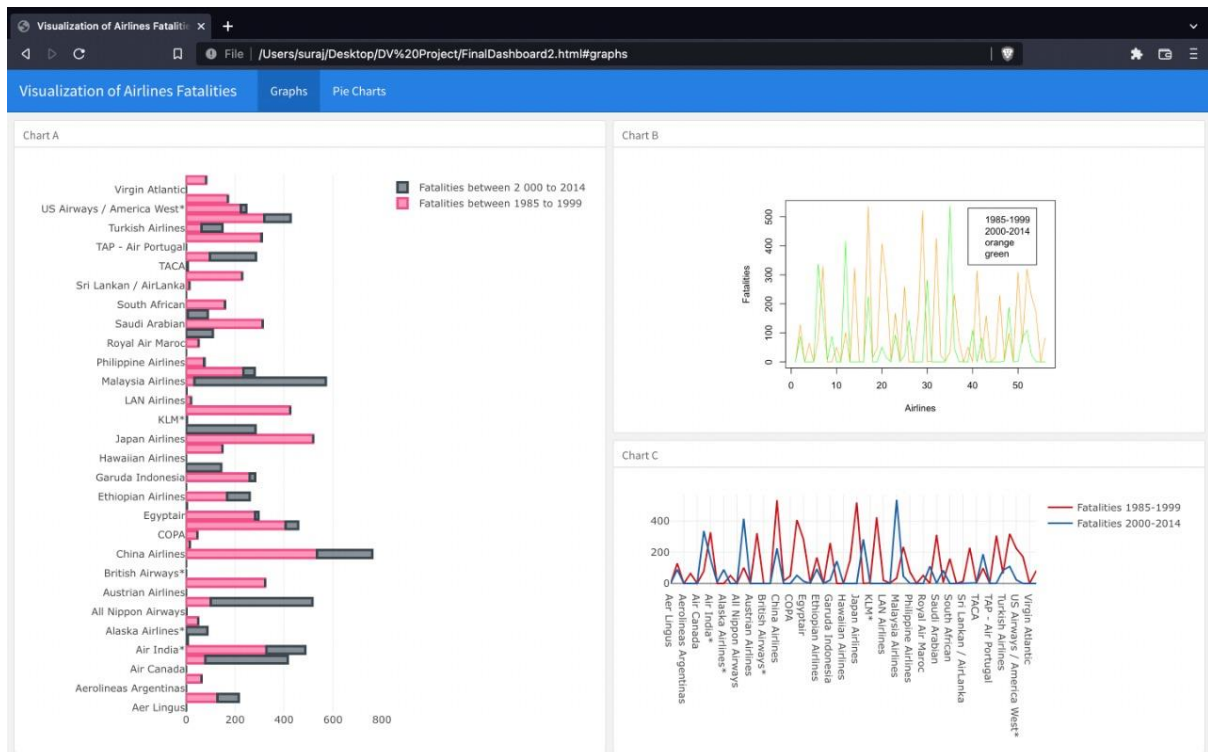 Visualization of Airlines Fatalitie
File /Users/suraj/Desktop/DV%20Project/FinalDashboard2.html#graphs
Visualization of Airlines Fatalities Graphs Pie Charts
Chart A
Virgin Atlantic
US Airways / America West*
Turkish Airlines
TAP - Air Portugal
TACA
Sri Lankan / AirLanka
South African
Saudi Arabian
Royal Air Maroc
Philippine Airlines
Malaysia Airlines
LAN Airlines
KLM*
Japan Airlines
Hawaiian Airlines
Garuda Indonesia
Ethiopian Airlines
Egyptair
COPA
China Airlines
British Airways*
Austrian Airlines
All Nippon Airways
Alaska Airlines*
Air India*
Air Canada
Aerolineas Argentinas
Aer Lingus
0 200 400 600 800
Fatalities between 2 000 to 2014
Fatalities between 1985 to 1999
Chart B
Fatalities
500
400
300
200
100
0
1985-1999
2000-2014
orange
green
0 10 20 30 40 50
Airlines
Chart C
400
200
0
Fatalities 1985-1999
Fatalities 2000-2014
Aer Lingus
Aerolineas Argentinas
Air Canada
Air India*
Alaska Airlines*
All Nippon Airways
Austrian Airlines
British Airways*
China Airlines
COPA
Egyptair
Ethiopian Airlines
Garuda Indonesia
Hawaiian Airlines
Japan Airlines
KLM*
LAN Airlines
Malaysia Airlines
Philippine Airlines
Royal Air Maroc
Saudi Arabian
South African
Sri Lankan / AirLanka
TACA
TAP - Air Portugal
Turkish Airlines
US Airways / America West*
Virgin Atlantic